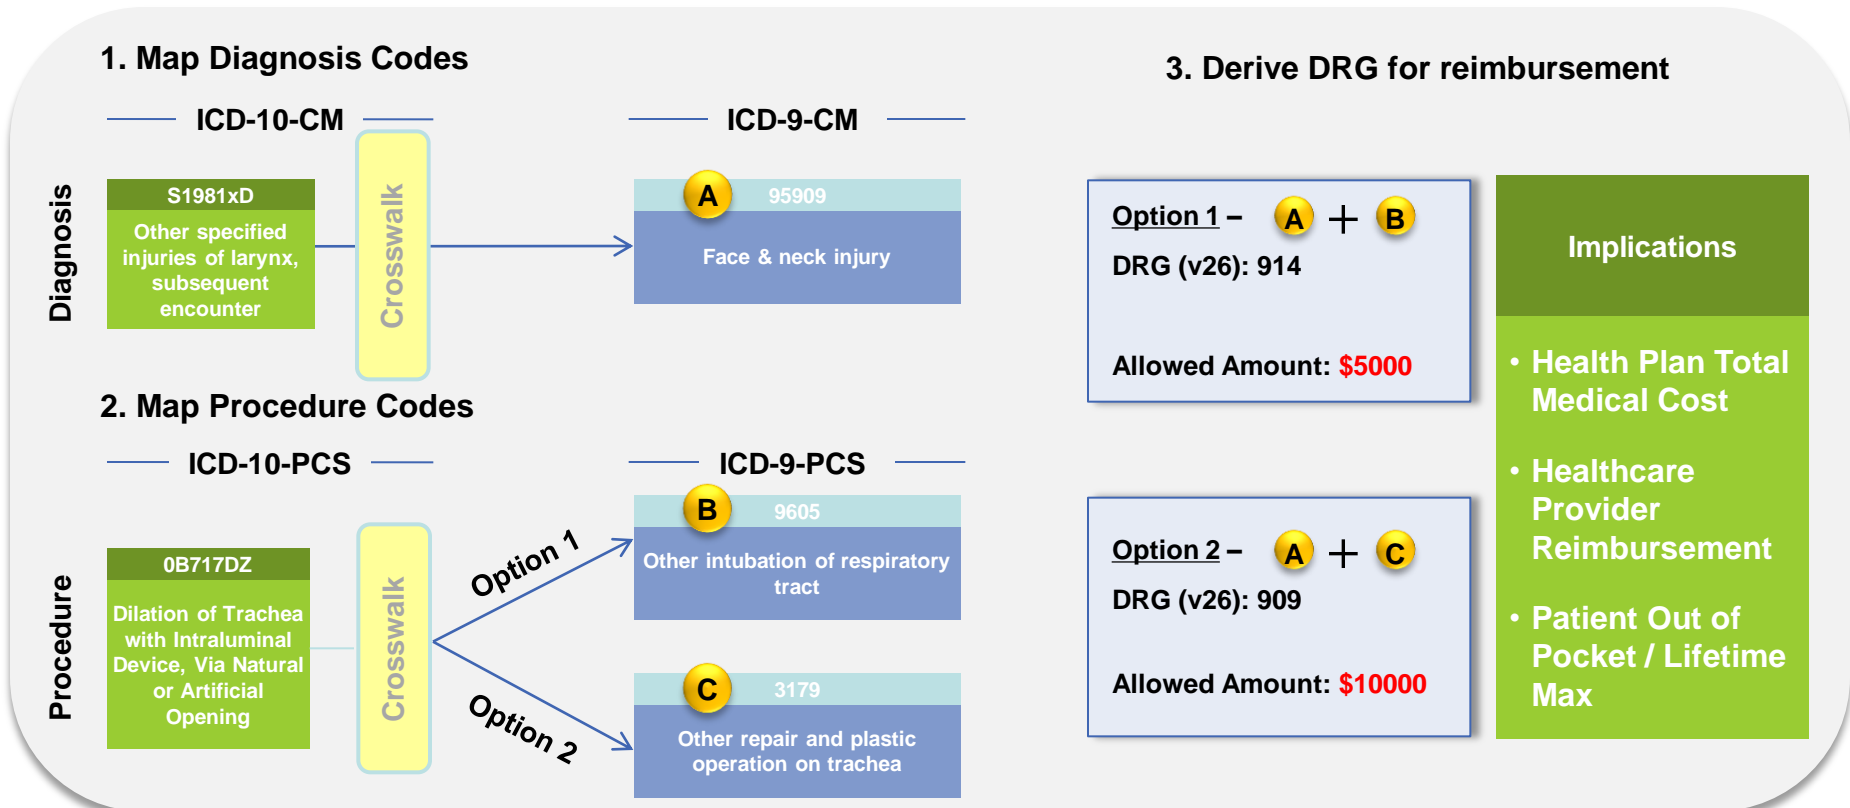 1. Map Diagnosis Codes
ICD-10-CM
ICD-9-CM
Diagnosis
S1981xD
Other specified
injuries of larynx,
subsequent
encounter
Crosswalk
A
95909
Face & neck injury
2. Map Procedure Codes
ICD-10-PCS
ICD-9-PCS
Procedure
0B717DZ
Dilation of Trachea
with Intraluminal
Device, Via Natural
or Artificial
Opening
Crosswalk
Option 1
Option 2
B
9605
Other intubation of respiratory
tract
C
3179
Other repair and plastic
operation on trachea
3. Derive DRG for reimbursement
Option 1 – A + B
DRG (v26): 914
Allowed Amount: $5000
Option 2 – A + C
DRG (v26): 909
Allowed Amount: $10000
Implications
• Health Plan Total
Medical Cost
• Healthcare
Provider
Reimbursement
• Patient Out of
Pocket / Lifetime
Max